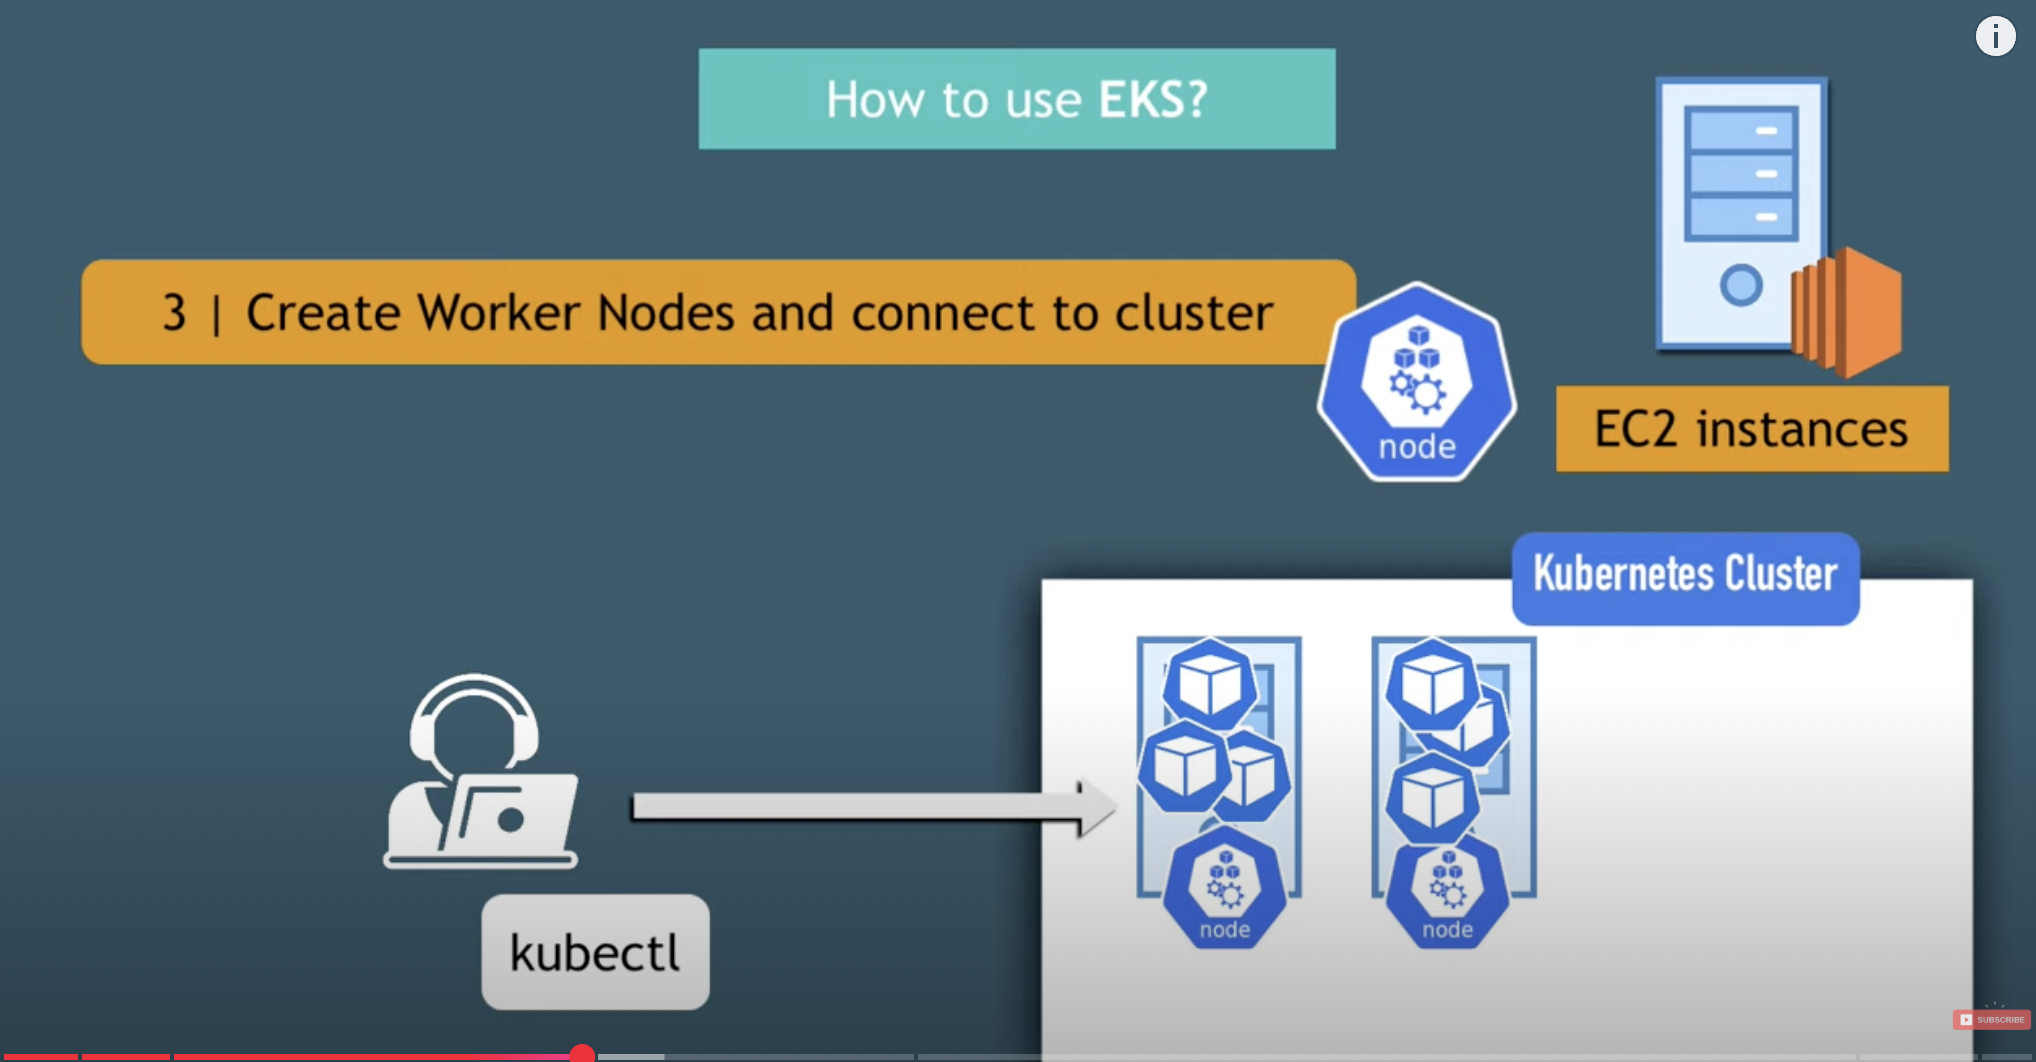 How to use EKS?
3 | Create Worker Nodes and connect to cluster
node
EC2 instances
Kubernetes Cluster
node
node
kubectl
SUBSCRIBE